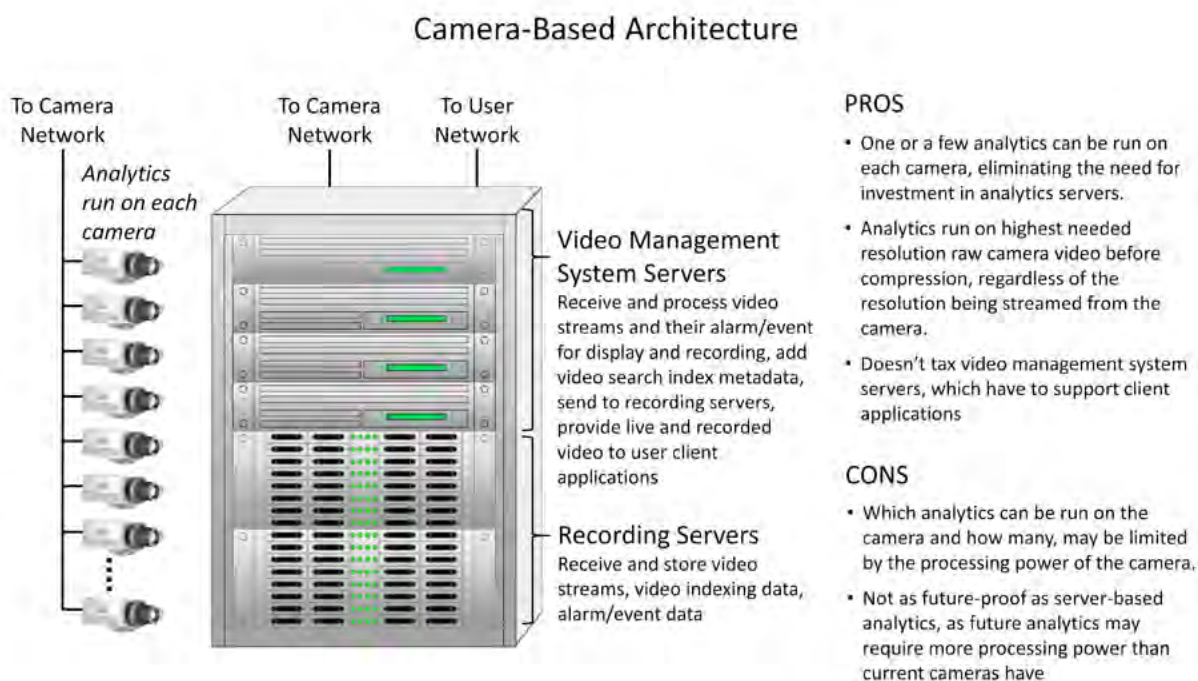 Camera-Based Architecture
To Camera
Network
Analytics
run on each
camera
To Camera
Network
To User
Network
Video Management
System Servers
Receive and process video
streams and their alarm/event
for display and recording, add
video search index metadata,
send to recording servers,
provide live and recorded
video to user client
applications
Recording Servers
Receive and store video
streams, video indexing data,
alarm/event data
PROS
• One or a few analytics can be run on
each camera, eliminating the need for
investment in analytics servers.
• Analytics run on highest needed
resolution raw camera video before
compression, regardless of the
resolution being streamed from the
camera.
• Doesn’t tax video management system
servers, which have to support client
applications
CONS
• Which analytics can be run on the
camera and how many, may be limited
by the processing power of the camera,
• Not as future-proof as server-based
analytics, as future analytics may
require more processing power than
current cameras have